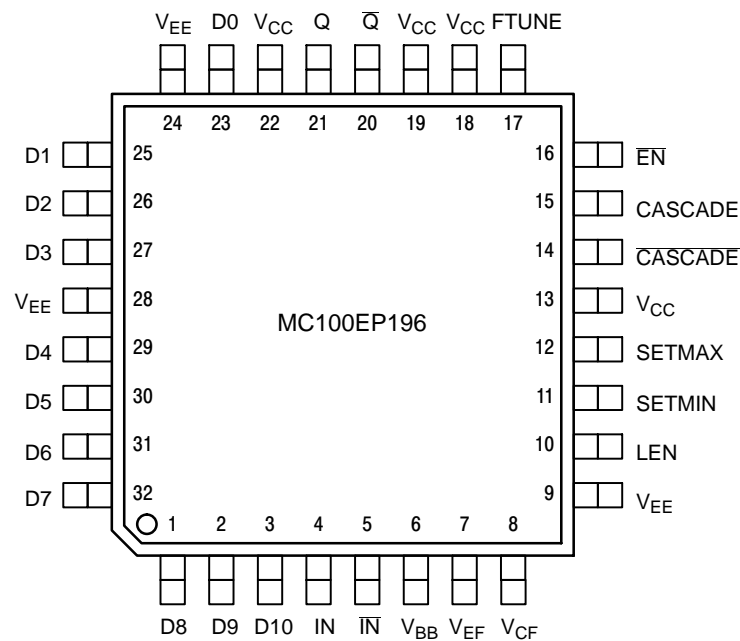 VEE D0 VCC Q Q̅ VCC VCC FTUNE
24 23 22 21 20 19 18 17
D1 25 16 E̅N̅
D2 26 15 CASCADE
D3 27 14 C̅A̅S̅C̅A̅D̅E̅
VEE 28 13 VCC
MC100EP196
D4 29 12 SETMAX
D5 30 11 SETMIN
D6 31 10 LEN
D7 32 9 VEE
1 2 3 4 5 6 7 8
D8 D9 D10 IN I̅N̅ VBB VEF VCF